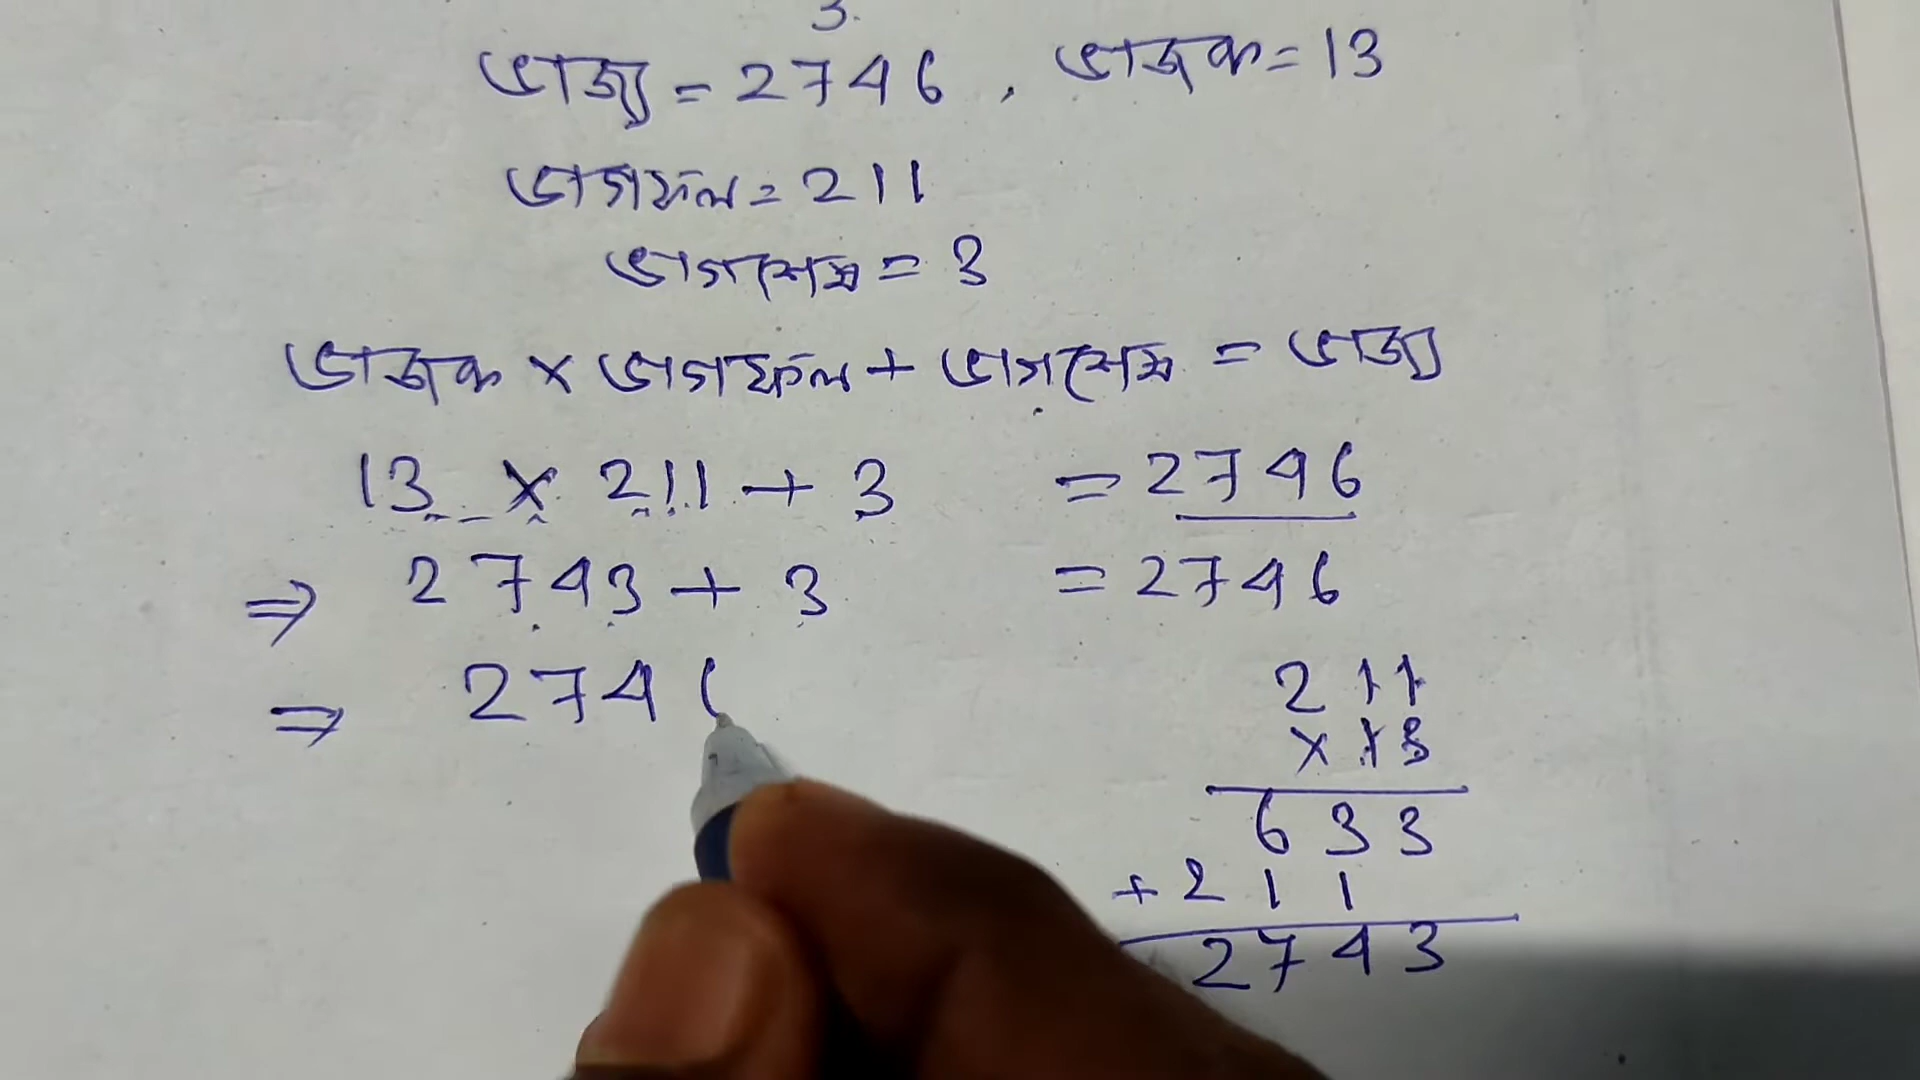 3.
ভাজ্য = 2746, ভাজক = 13
ভাগফল = 211
ভাগশেষ = 3
ভাজক × ভাগফল + ভাগশেষ = ভাজ্য
13 × 211 + 3 = 2746
⇒ 2743 + 3 = 2746
⇒ 274
211
× 13
633
+ 211
2743